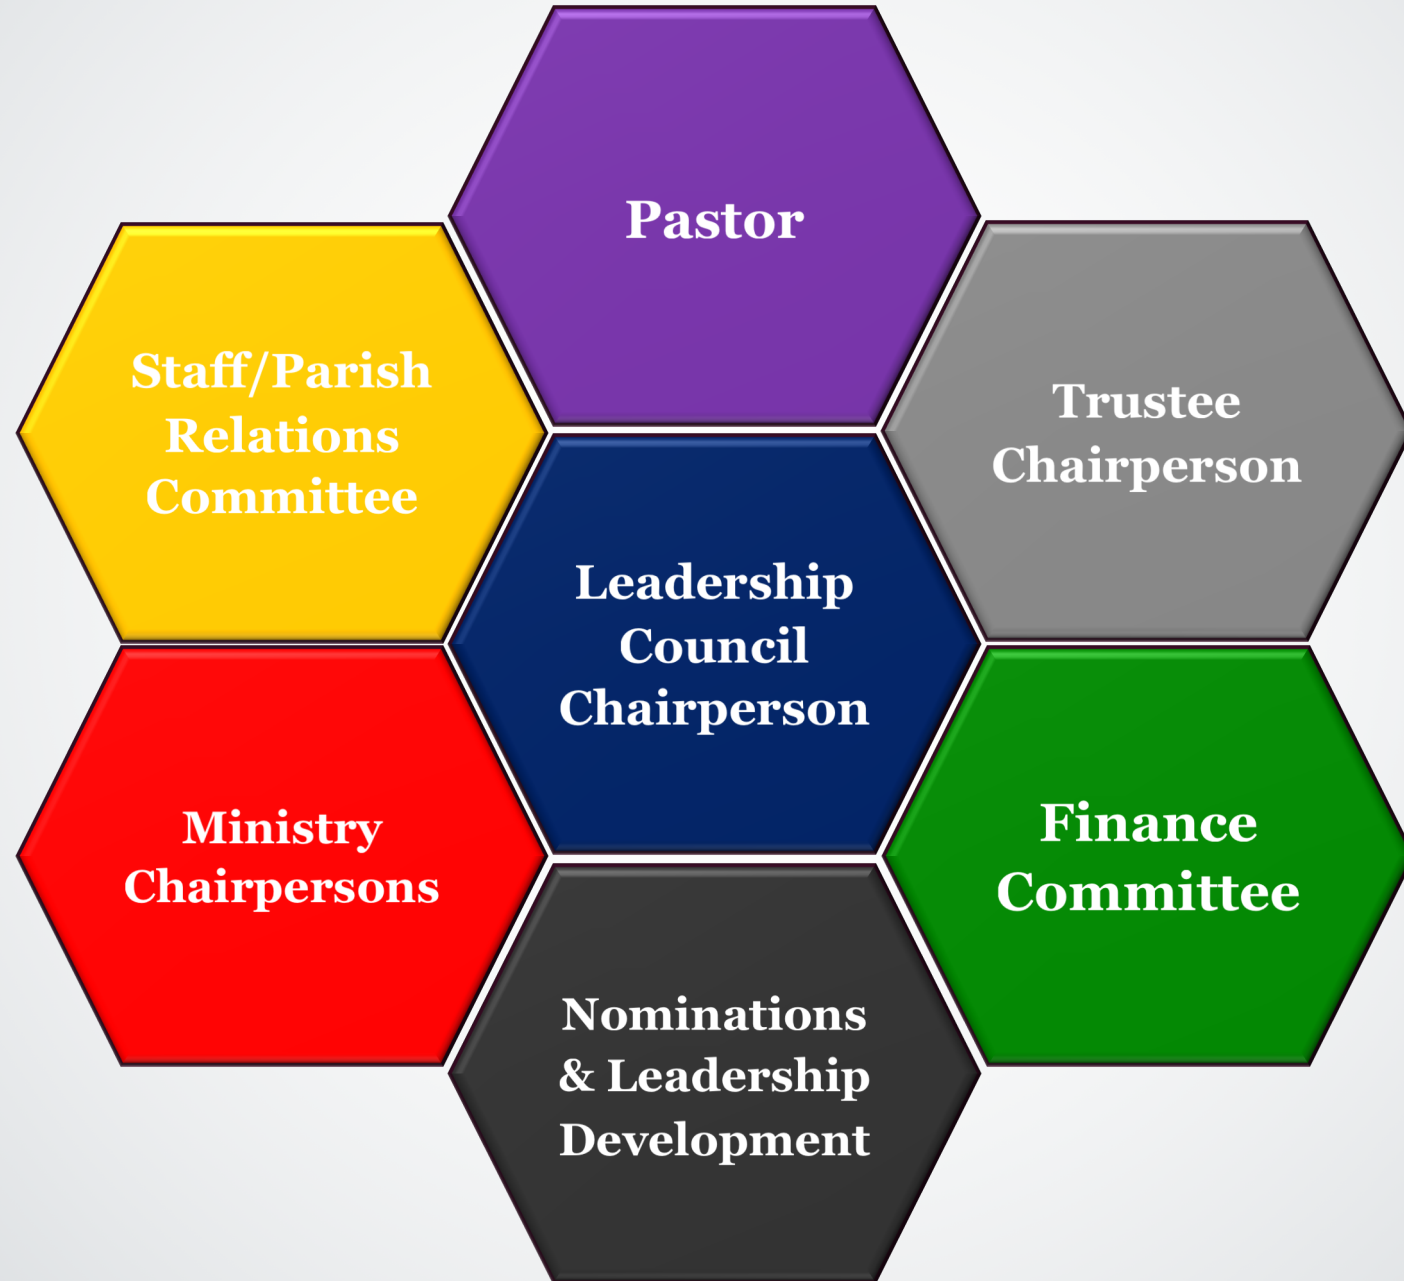 Pastor
Staff/Parish
Relations
Committee
Trustee
Chairperson
Leadership
Council
Chairperson
Ministry
Chairpersons
Finance
Committee
Nominations
& Leadership
Development